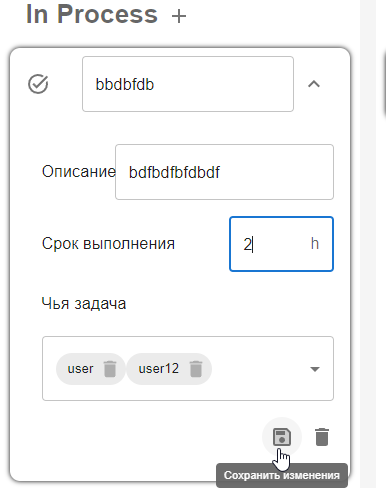 In Process +
bbdbfdb
Описание bdfbdfbfdbdf
Срок выполнения 2 h
Чья задача
user user12
Сохранить изменения